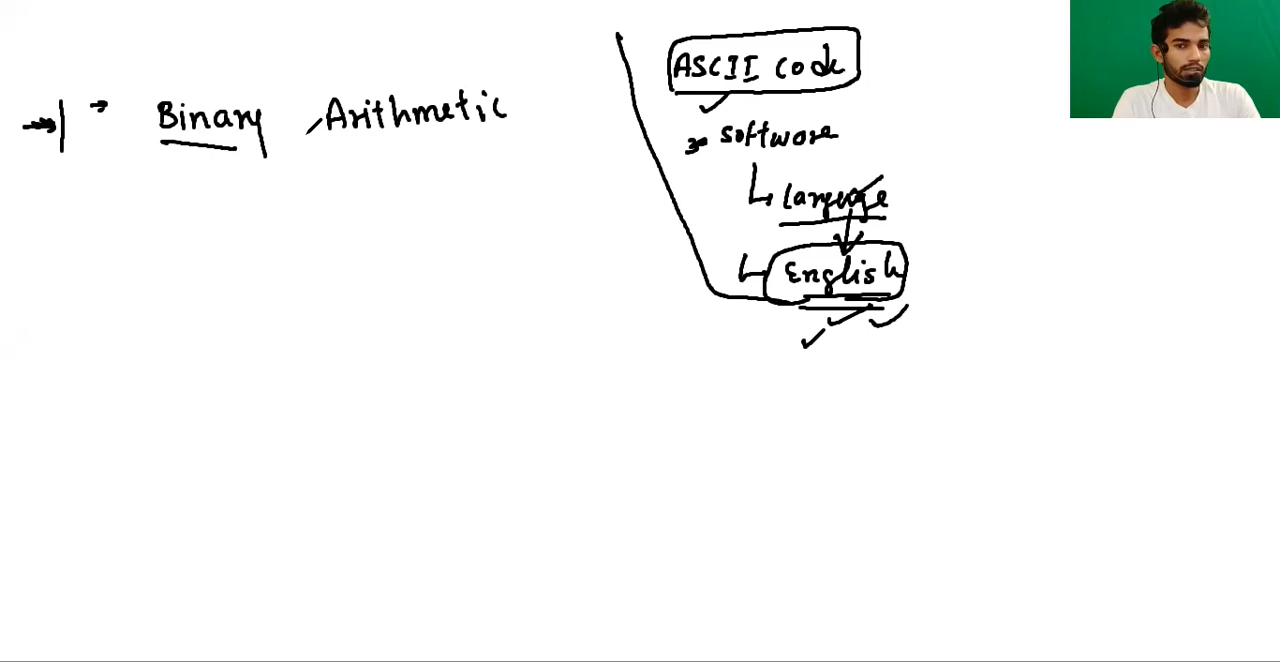 Binary Arithmetic
ASCII code
software
Language
English